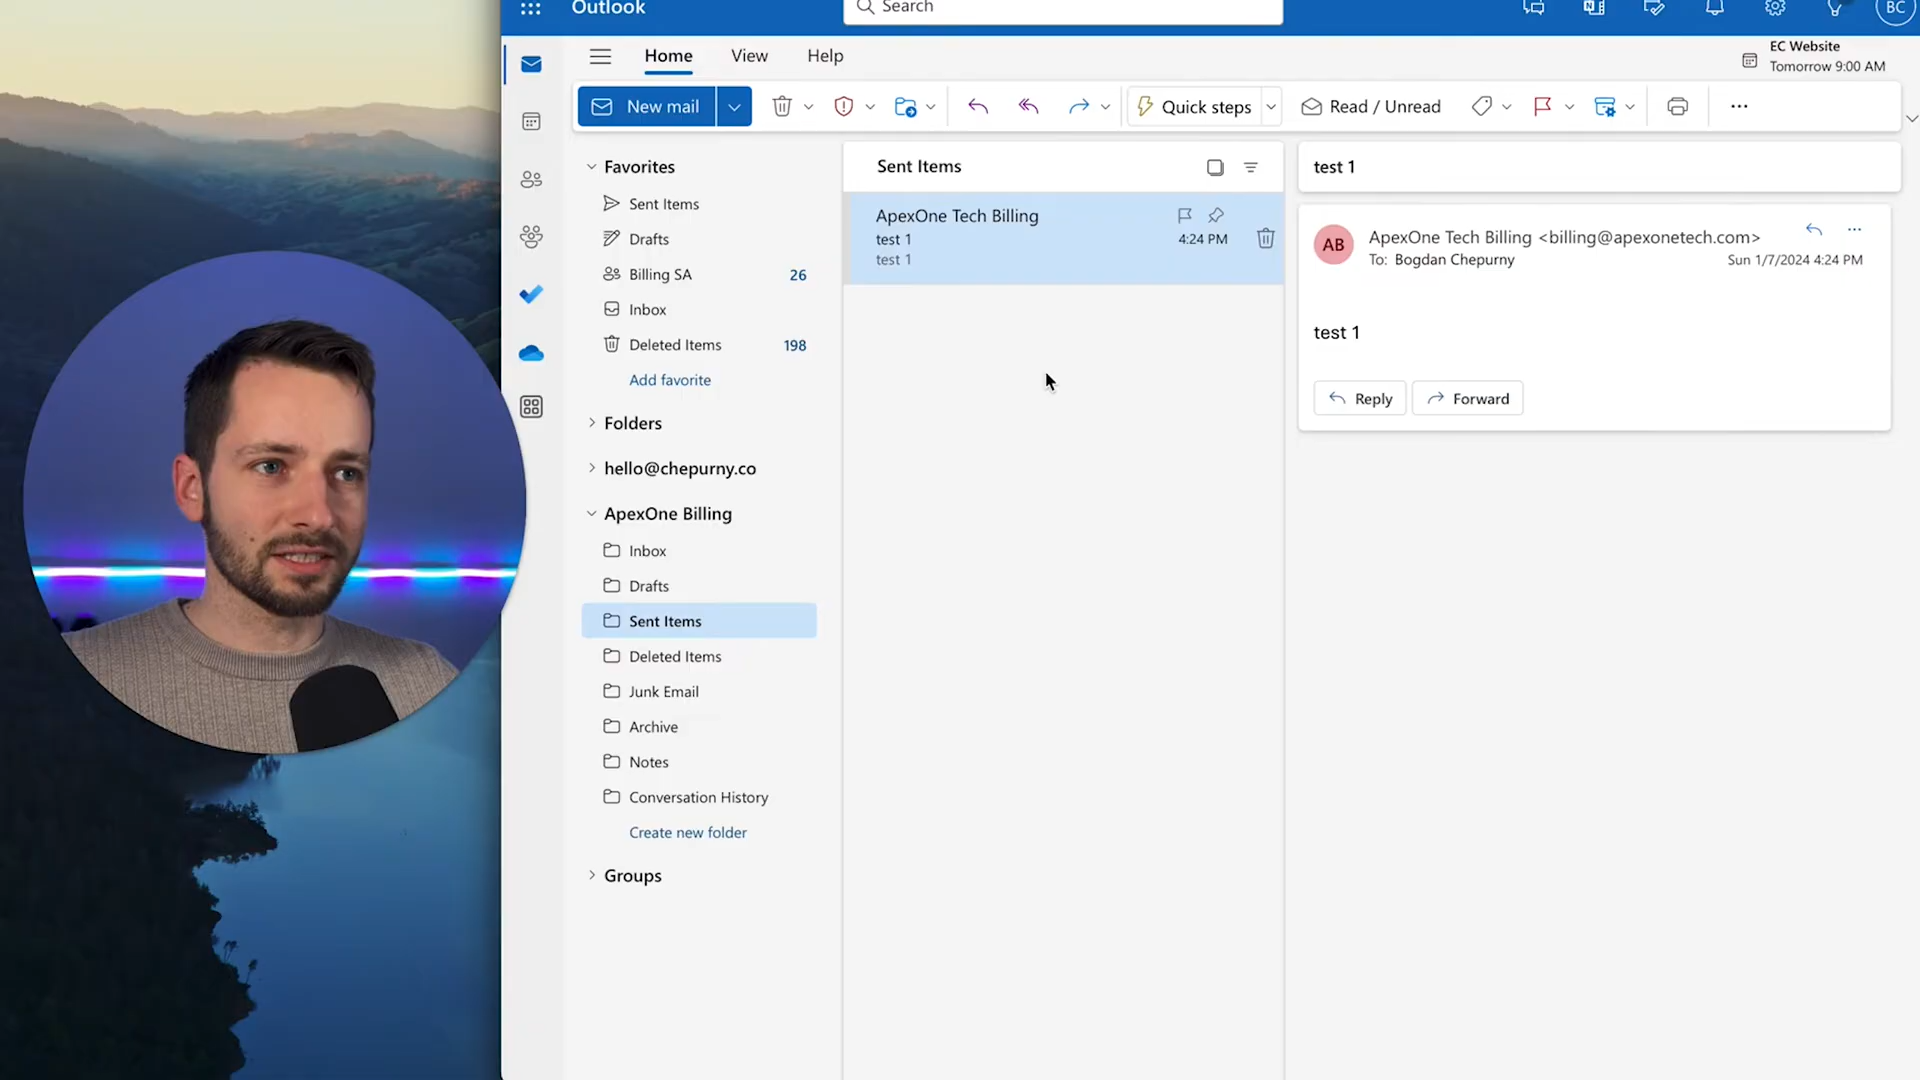 Outlook
Search
BC
Home
View
Help
EC Website
Tomorrow 9:00 AM
New mail
Quick steps
Read / Unread
Favorites
Sent Items
Drafts
Billing SA 26
Inbox
Deleted Items 198
Add favorite
Folders
hello@chepurny.co
ApexOne Billing
Inbox
Drafts
Sent Items
Deleted Items
Junk Email
Archive
Notes
Conversation History
Create new folder
Groups
Sent Items
ApexOne Tech Billing
test 1 4:24 PM
test 1
test 1
AB
ApexOne Tech Billing <billing@apexonetech.com>
To: Bogdan Chepurny Sun 1/7/2024 4:24 PM
test 1
Reply
Forward